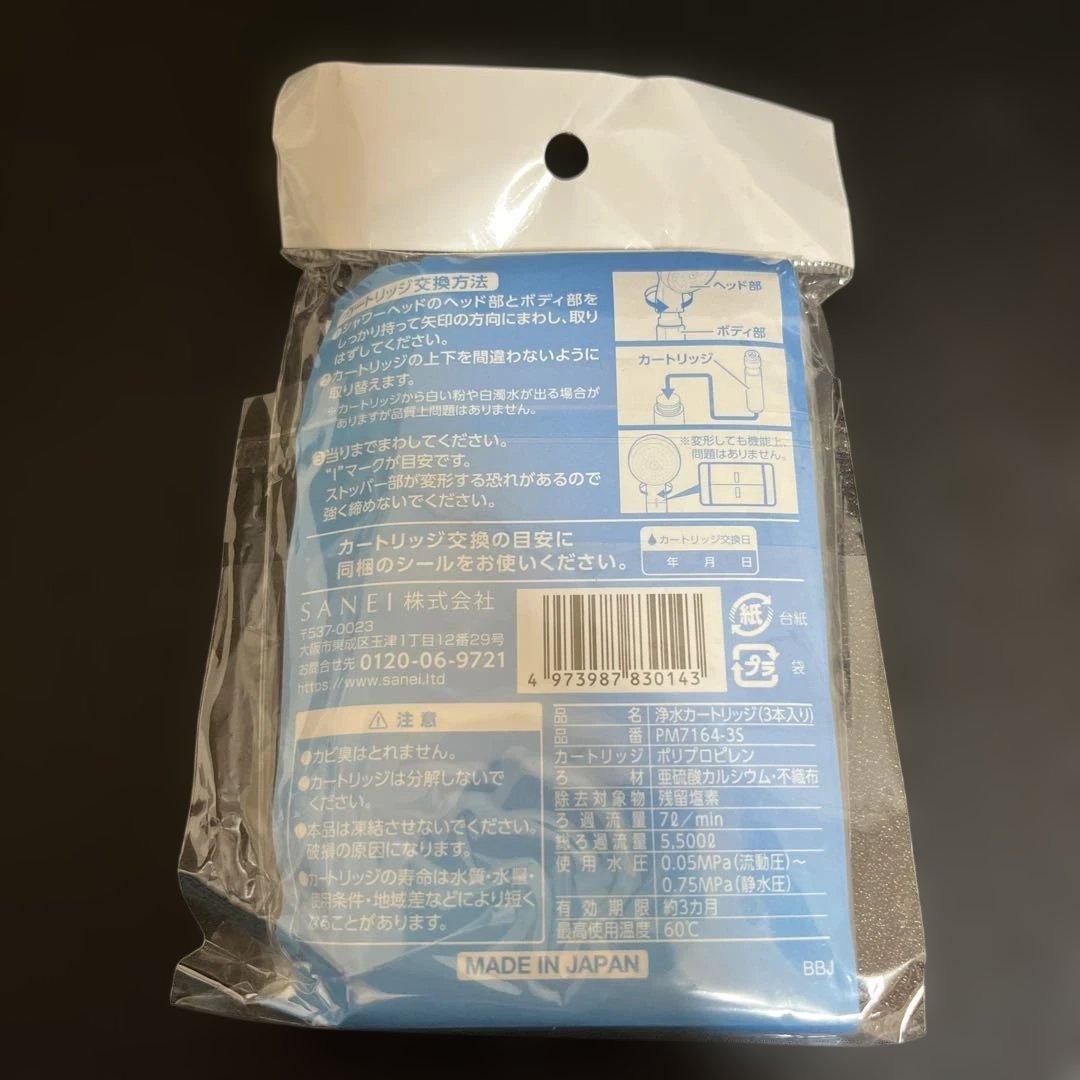 カートリッジ交換方法
❶シャワーヘッドのヘッド部とボディ部を
しっかり持って矢印の方向にまわし、取り
はずしてください。
❷カートリッジの上下を間違わないように
取り替えます。
※カートリッジから白い粉や白濁水が出る場合が
ありますが品質上問題はありません。
❸当りまでまわしてください。
"I"マークが目安です。
ストッパー部が変形する恐れがあるので
強く締めないでください。
ヘッド部
ボディ部
カートリッジ
※変形しても機能上、
問題はありません。
カートリッジ交換の目安に
同梱のシールをお使いください。
カートリッジ交換日
年 月 日
SANEI株式会社
〒537-0023
大阪市東成区玉津1丁目12番29号
お問合せ先 0120-06-9721
https://www.sanei.ltd
4 973987 830143
紙 台紙
プラ 袋
注意
●カビ臭はとれません。
●カートリッジは分解しないで
ください。
●本品は凍結させないでください。
破損の原因になります。
●カートリッジの寿命は水質・水量・
使用条件・地域差などにより短く
なることがあります。
品名 浄水カートリッジ(3本入り)
品番 PM7164-3S
カートリッジ ポリプロピレン
ろ材 亜硫酸カルシウム・不織布
除去対象物 残留塩素
ろ過流量 7ℓ/min
総ろ過流量 5,500ℓ
使用水圧 0.05MPa(流動圧)~
0.75MPa(静水圧)
有効期限 約3カ月
最高使用温度 60℃
MADE IN JAPAN
BBJ